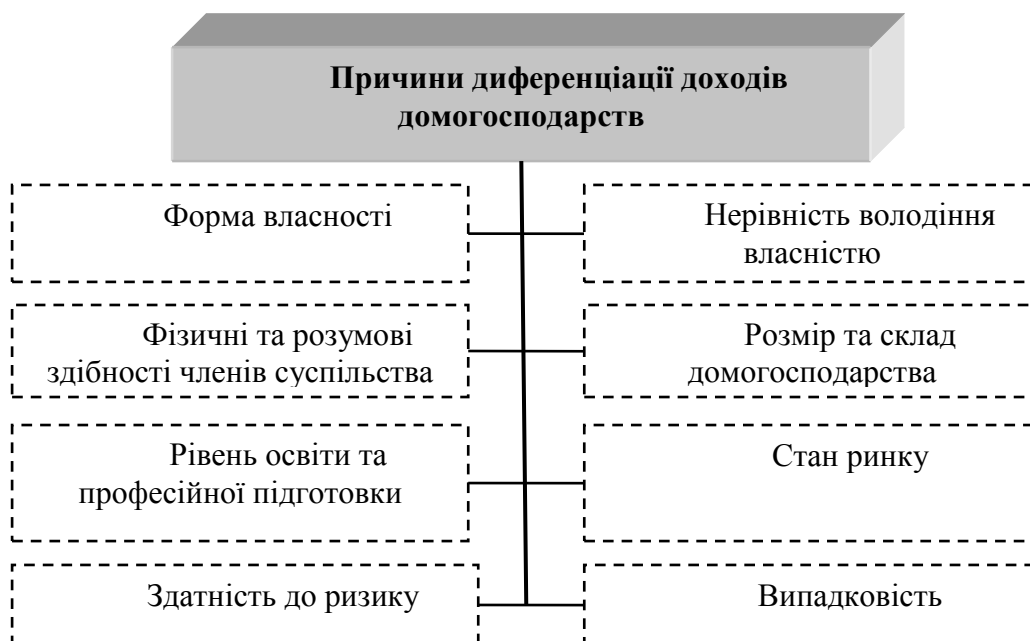 Причини диференціації доходів
домогосподарств
Форма власності
Нерівність володіння
власністю
Фізичні та розумові
здібності членів суспільства
Розмір та склад
домогосподарства
Рівень освіти та
професійної підготовки
Стан ринку
Здатність до ризику
Випадковість